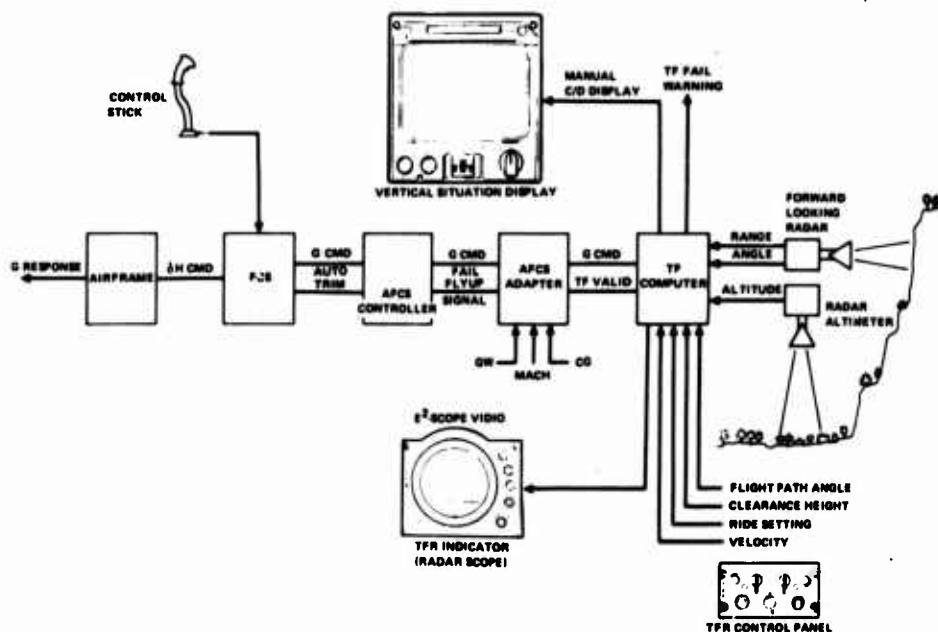 CONTROL
STICK
MANUAL
C/D DISPLAY
TF FAIL
WARNING
VERTICAL SITUATION DISPLAY
FORWARD
LOOKING
RADAR
G RESPONSE
AIRFRAME
δH CMD
G CMD
AUTO
TRIM
AFCS
CONTROLLER
G CMD
FAIL
FLYUP
SIGNAL
AFCS
ADAPTER
G CMD
TF VALID
TF
COMPUTER
RANGE
ANGLE
ALTITUDE
RADAR
ALTIMETER
GW
MACH
CG
E²-SCOPE VIDIO
TFR INDICATOR
(RADAR SCOPE)
FLIGHT PATH ANGLE
CLEARANCE HEIGHT
RIDE SETTING
VELOCITY
TFR CONTROL PANEL